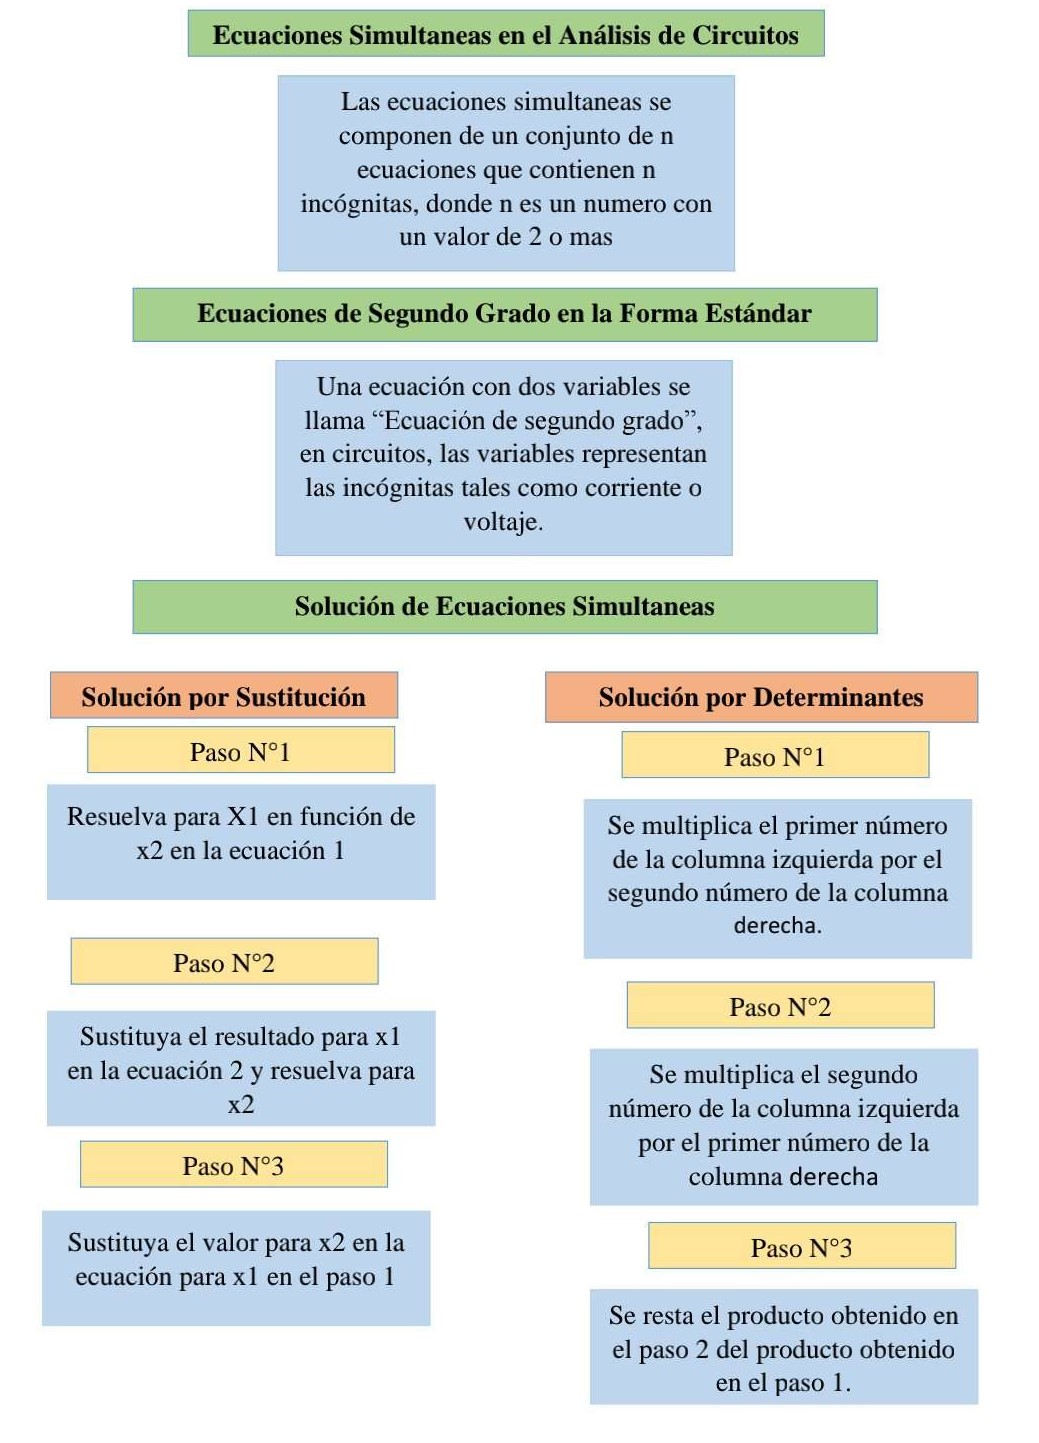 Ecuaciones Simultaneas en el Análisis de Circuitos
Las ecuaciones simultaneas se
componen de un conjunto de n
ecuaciones que contienen n
incógnitas, donde n es un numero con
un valor de 2 o mas
Ecuaciones de Segundo Grado en la Forma Estándar
Una ecuación con dos variables se
llama “Ecuación de segundo grado”,
en circuitos, las variables representan
las incógnitas tales como corriente o
voltaje.
Solución de Ecuaciones Simultaneas
Solución por Sustitución
Paso N°1
Resuelva para X1 en función de
x2 en la ecuación 1
Paso N°2
Sustituya el resultado para x1
en la ecuación 2 y resuelva para
x2
Paso N°3
Sustituya el valor para x2 en la
ecuación para x1 en el paso 1
Solución por Determinantes
Paso N°1
Se multiplica el primer número
de la columna izquierda por el
segundo número de la columna
derecha.
Paso N°2
Se multiplica el segundo
número de la columna izquierda
por el primer número de la
columna derecha
Paso N°3
Se resta el producto obtenido en
el paso 2 del producto obtenido
en el paso 1.